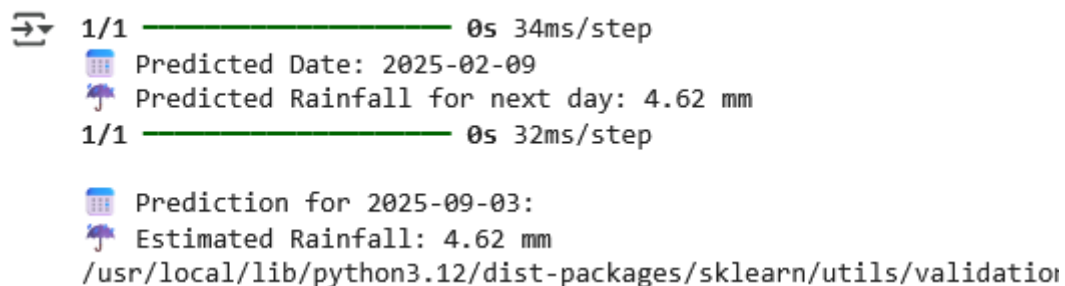 1/1 ━━━━━━━━━━━━━━━━━━━━ 0s 34ms/step
📅 Predicted Date: 2025-02-09
☔ Predicted Rainfall for next day: 4.62 mm
1/1 ━━━━━━━━━━━━━━━━━━━━ 0s 32ms/step
📅 Prediction for 2025-09-03:
☔ Estimated Rainfall: 4.62 mm
/usr/local/lib/python3.12/dist-packages/sklearn/utils/validation